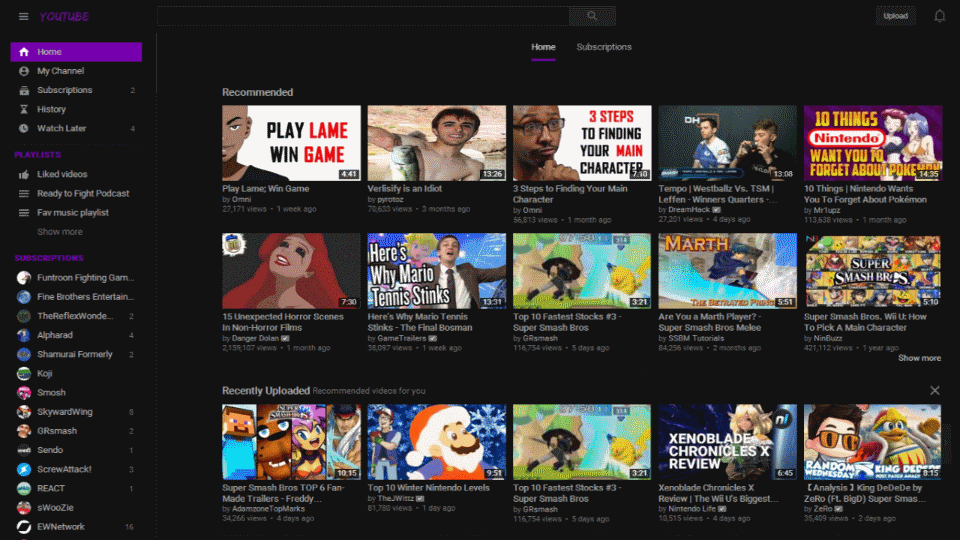 YOUTUBE
Upload
Home
My Channel
Subscriptions 2
History
Watch Later 4
PLAYLISTS
Liked videos
Ready to Fight Podcast
Fav music playlist
Show more
SUBSCRIPTIONS
Funtroon Fighting Gam...
Fine Brothers Entertain...
TheReflexWonde... 2
Alpharad 4
Shamurai Formerly 2
Koji
Smosh
SkywardWing 6
GRsmash 2
Sendo 1
ScrewAttack! 3
REACT 1
sWooZie
EWNetwork 16
Home Subscriptions
Recommended
PLAY LAME
WIN GAME
4:41
Play Lame; Win Game
by Omni
27,171 views • 1 week ago
13:26
Verlisify is an Idiot
by pyrotoz
70,633 views • 3 months ago
3 STEPS
TO FINDING
YOUR MAIN
CHARACTER
7:10
3 Steps to Finding Your Main
Character
by Omni
56,813 views • 1 month ago
DH
13:08
Tempo | Westballz Vs. TSM |
Leffen - Winners Quarters - ...
by DreamHack
27,201 views • 4 days ago
10 THINGS
Nintendo
WANT YOU TO
FORGET ABOUT POKEMON
14:35
10 Things | Nintendo Wants
You To Forget About Pokémon
by Mr1upz
113,638 views • 1 month ago
7:30
15 Unexpected Horror Scenes
In Non-Horror Films
by Danger Dolan
2,159,107 views • 1 month ago
Here's
Why Mario
Tennis Stinks
13:31
Here's Why Mario Tennis
Stinks - The Final Bosman
by GameTrailers
38,097 views • 1 week ago
3:21
Top 10 Fastest Stocks #3 -
Super Smash Bros
by GRsmash
116,754 views • 5 days ago
MARTH
THE BETRAYED PRINCE
5:51
Are You a Marth Player? -
Super Smash Bros Melee
by SSBM Tutorials
84,256 views • 2 months ago
SUPER
SMASH BROS
5:10
Super Smash Bros. Wii U: How
To Pick A Main Character
by NinBuzz
421,112 views • 1 year ago
Show more
Recently Uploaded Recommended videos for you
SUPER
SMASH BROS
10:15
Super Smash Bros TOP 6 Fan-
Made Trailers - Freddy...
by AdamzoneTopMarks
34,266 views • 4 days ago
9:51
Top 10 Winter Nintendo Levels
by TheJWittz
81,780 views • 1 day ago
3:21
Top 10 Fastest Stocks #3 -
Super Smash Bros
by GRsmash
116,754 views • 5 days ago
XENOBLADE
CHRONICLES X
REVIEW
6:45
Xenoblade Chronicles X
Review | The Wii U's Biggest...
by Nintendo Life
10,515 views • 4 days ago
RANDOM
WEDNESDAY
KING DEDEDE
8:15
【Analysis】King DeDeDe by
ZeRo (Ft. BigD) Super Smas...
by ZeRo
35,409 views • 2 days ago